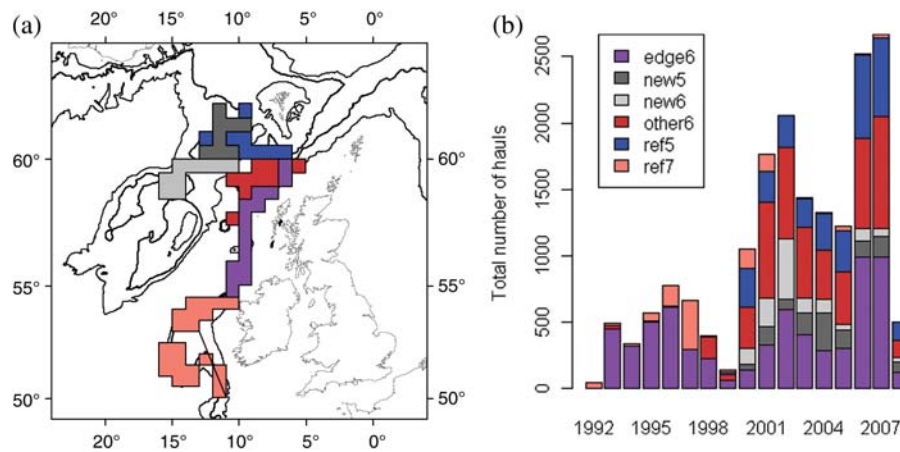 (a)
20° 15° 10° 5° 0°
60° 60°
55° 55°
50° 50°
20° 15° 10° 5° 0°
(b)
Total number of hauls
2500
2000
1500
1000
500
0
edge6
new5
new6
other6
ref5
ref7
1992 1995 1998 2001 2004 2007